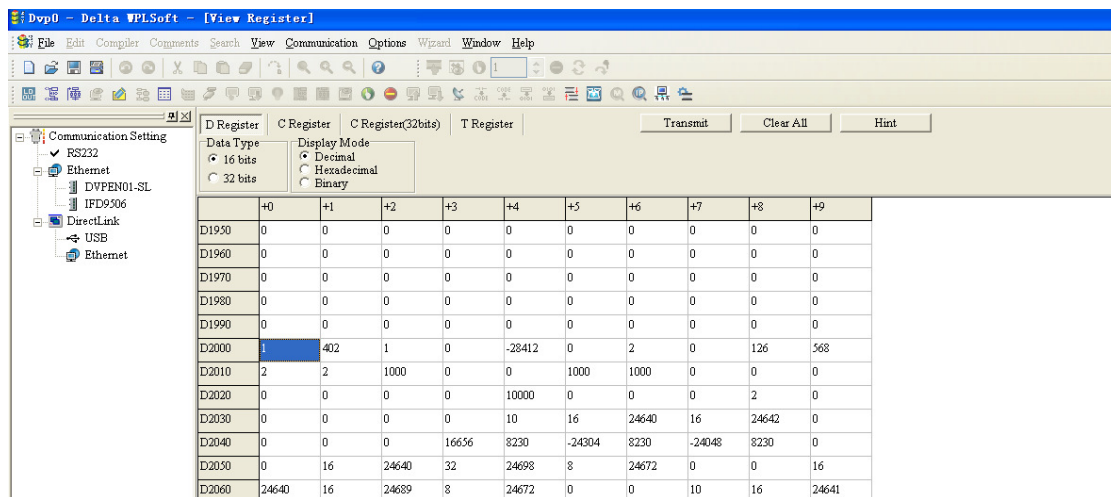 Dvp0 - Delta WPLSoft - [View Register]
File Edit Compiler Comments Search View Communication Options Wizard Window Help
1
Communication Setting
RS232
Ethernet
DVPEN01-SL
IFD9506
DirectLink
USB
Ethernet
D Register C Register C Register(32bits) T Register Transmit Clear All Hint
Data Type Display Mode
16 bits Decimal
Hexadecimal
32 bits Binary
+0 +1 +2 +3 +4 +5 +6 +7 +8 +9
D1950 0 0 0 0 0 0 0 0 0 0
D1960 0 0 0 0 0 0 0 0 0 0
D1970 0 0 0 0 0 0 0 0 0 0
D1980 0 0 0 0 0 0 0 0 0 0
D1990 0 0 0 0 0 0 0 0 0 0
D2000 1 402 1 0 -28412 0 2 0 126 568
D2010 2 2 1000 0 0 1000 1000 0 0 0
D2020 0 0 0 0 10000 0 0 0 2 0
D2030 0 0 0 0 10 16 24640 16 24642 0
D2040 0 0 0 16656 8230 -24304 8230 -24048 8230 0
D2050 0 16 24640 32 24698 8 24672 0 0 16
D2060 24640 16 24689 8 24672 0 0 10 16 24641